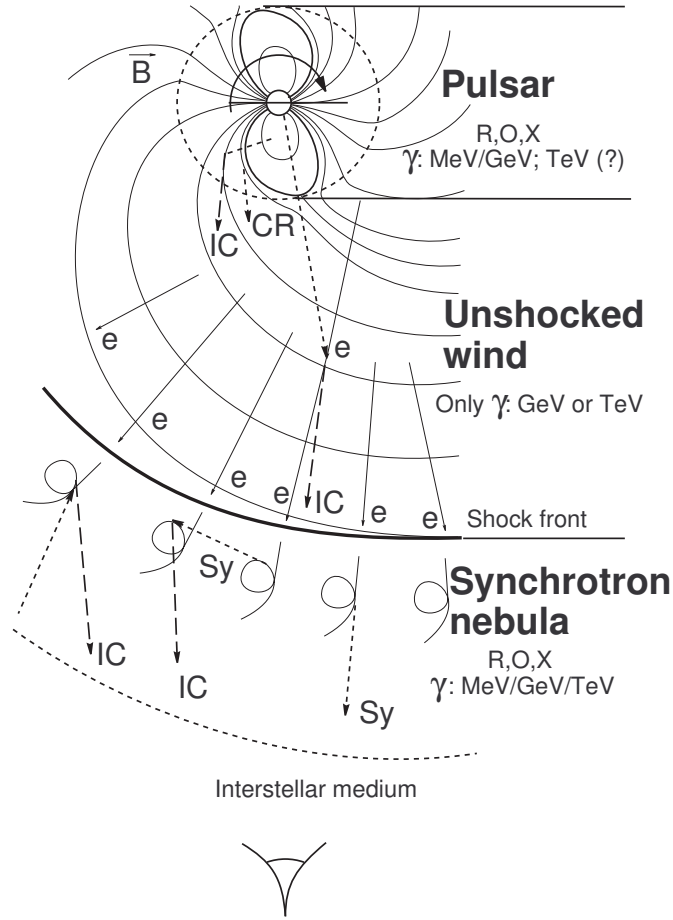 B
Pulsar
R,O,X
γ: MeV/GeV; TeV (?)
CR
IC
Unshocked
wind
e
e
Only γ: GeV or TeV
e
e
e
IC
e
e
Shock front
Sy
Synchrotron
nebula
IC
R,O,X
IC
γ: MeV/GeV/TeV
Sy
Interstellar medium